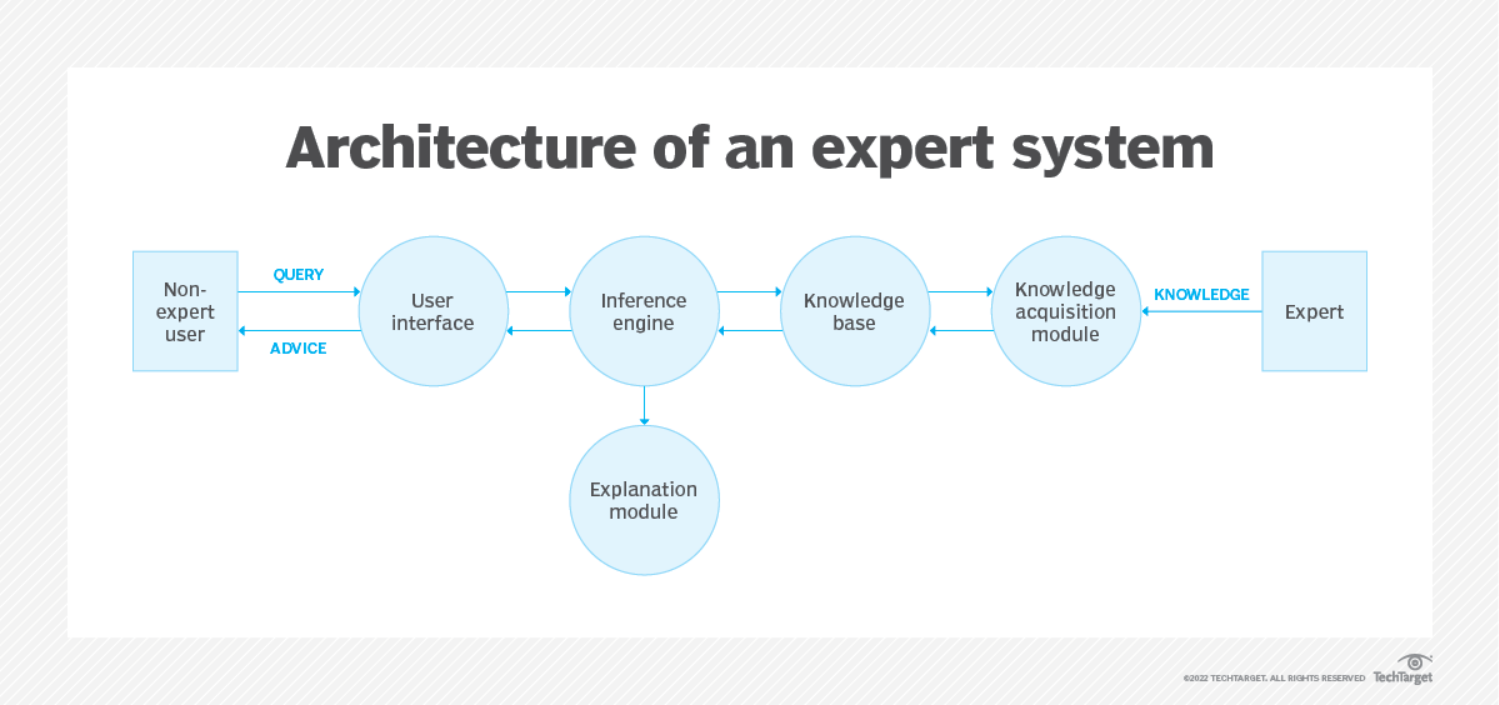 Architecture of an expert system
Non-
expert
user
QUERY
ADVICE
User
interface
Inference
engine
Knowledge
base
Knowledge
acquisition
module
KNOWLEDGE
Expert
Explanation
module
©2022 TECHTARGET. ALL RIGHTS RESERVED TechTarget